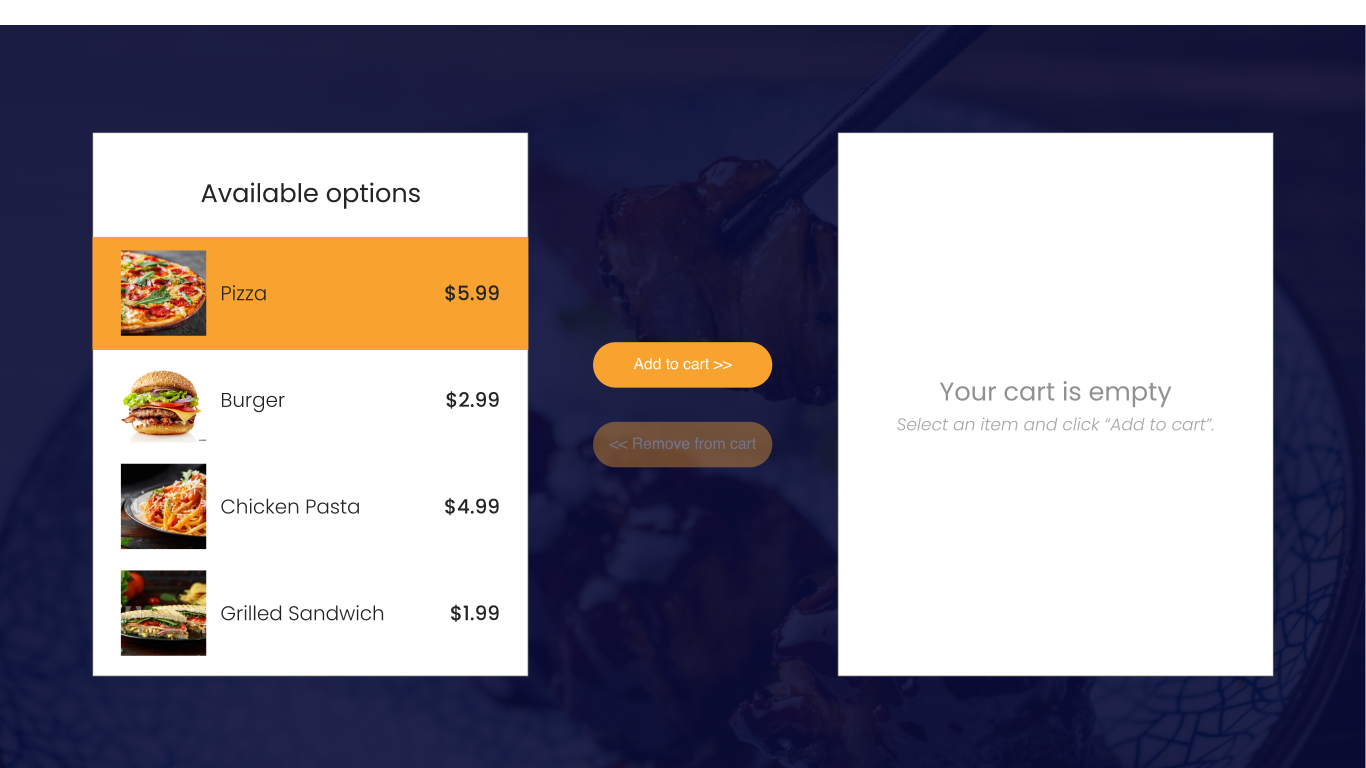 Available options
Pizza $5.99
Burger $2.99
Chicken Pasta $4.99
Grilled Sandwich $1.99
Add to cart >>
<< Remove from cart
Your cart is empty
Select an item and click “Add to cart”.